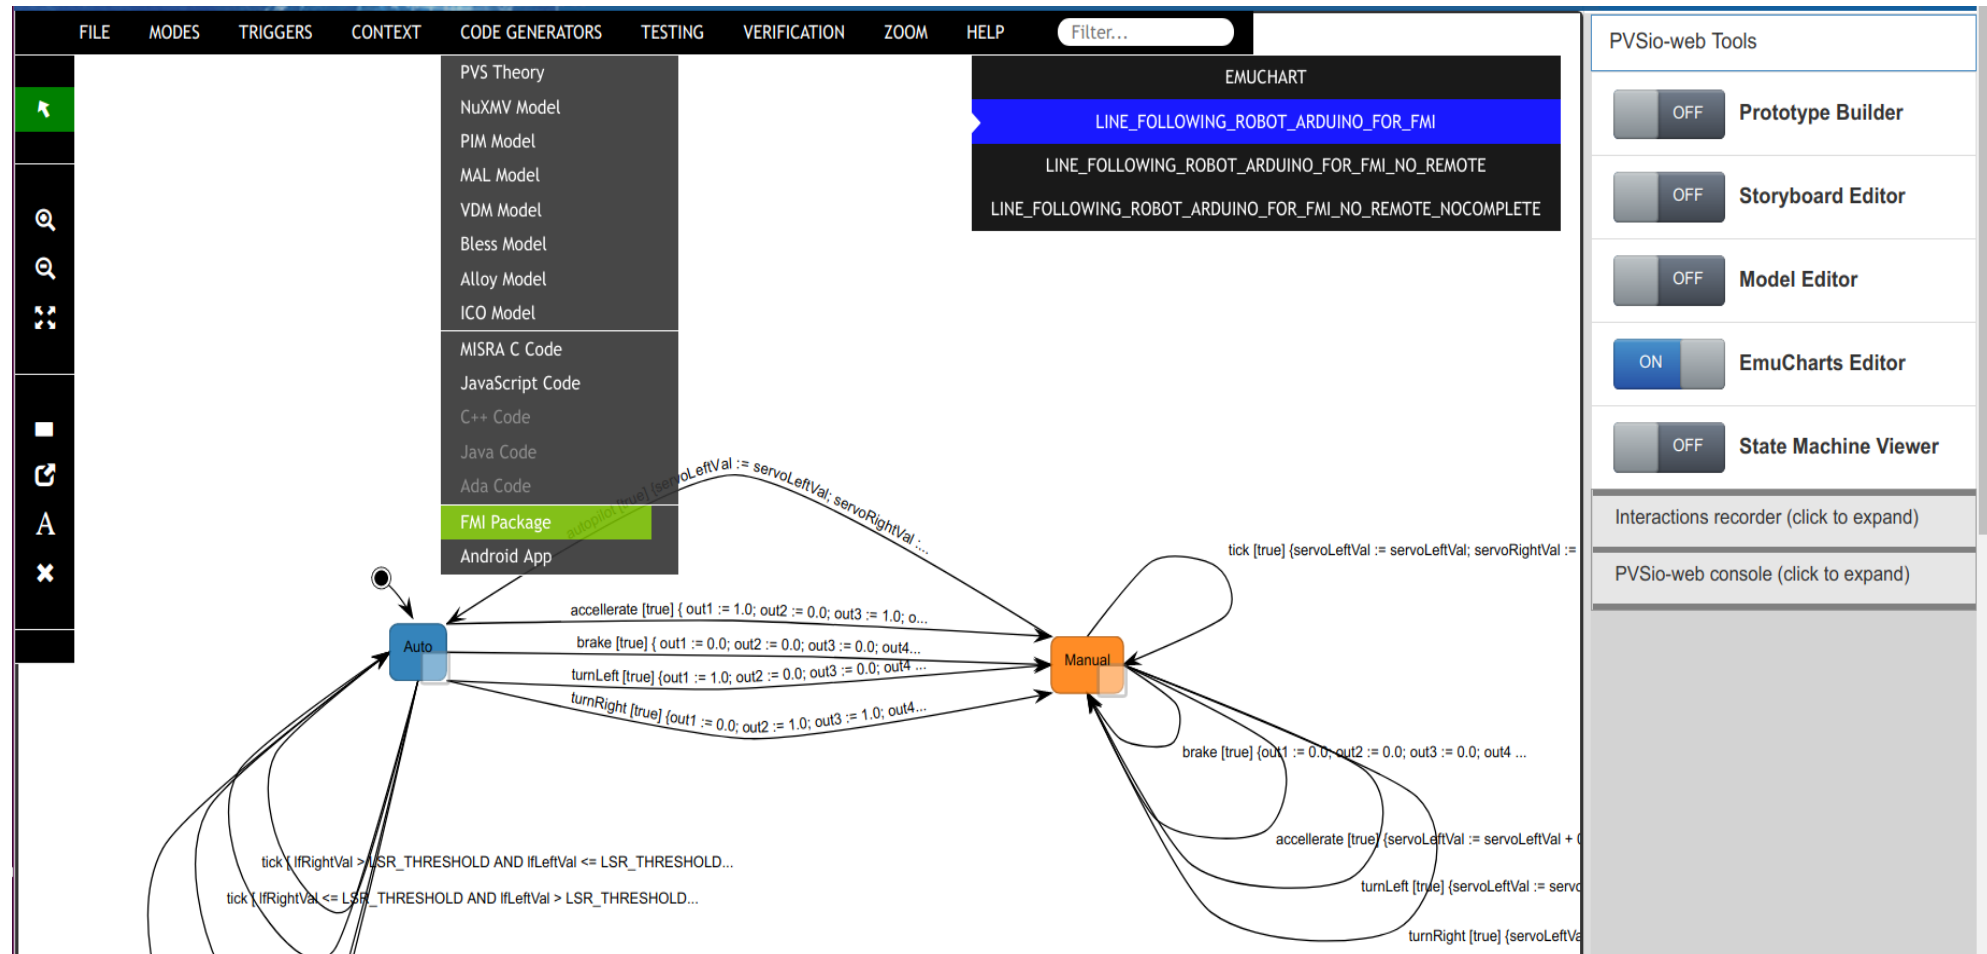 FILE MODES TRIGGERS CONTEXT CODE GENERATORS TESTING VERIFICATION ZOOM HELP Filter...
PVS Theory
NuXMV Model
PIM Model
MAL Model
VDM Model
Bless Model
Alloy Model
ICO Model
MISRA C Code
JavaScript Code
C++ Code
Java Code
Ada Code
FMI Package
Android App
EMUCHART
LINE_FOLLOWING_ROBOT_ARDUINO_FOR_FMI
LINE_FOLLOWING_ROBOT_ARDUINO_FOR_FMI_NO_REMOTE
LINE_FOLLOWING_ROBOT_ARDUINO_FOR_FMI_NO_REMOTE_NOCOMPLETE
autopilot [true] {servoLeftVal := servoLeftVal; servoRightVal :...
tick [true] {servoLeftVal := servoLeftVal; servoRightVal :=
accellerate [true] { out1 := 1.0; out2 := 0.0; out3 := 1.0; o...
brake [true] { out1 := 0.0; out2 := 0.0; out3 := 0.0; out4...
turnLeft [true] {out1 := 1.0; out2 := 0.0; out3 := 0.0; out4 ...
turnRight [true] {out1 := 0.0; out2 := 1.0; out3 := 1.0; out4...
Auto
Manual
brake [true] {out1 := 0.0; out2 := 0.0; out3 := 0.0; out4 ...
accellerate [true] {servoLeftVal := servoLeftVal + 0
turnLeft [true] {servoLeftVal := servo
turnRight [true] {servoLeftVa
tick [ lfRightVal > LSR_THRESHOLD AND lfLeftVal <= LSR_THRESHOLD...
tick [ lfRightVal <= LSR_THRESHOLD AND lfLeftVal > LSR_THRESHOLD...
A
PVSio-web Tools
OFF Prototype Builder
OFF Storyboard Editor
OFF Model Editor
ON EmuCharts Editor
OFF State Machine Viewer
Interactions recorder (click to expand)
PVSio-web console (click to expand)